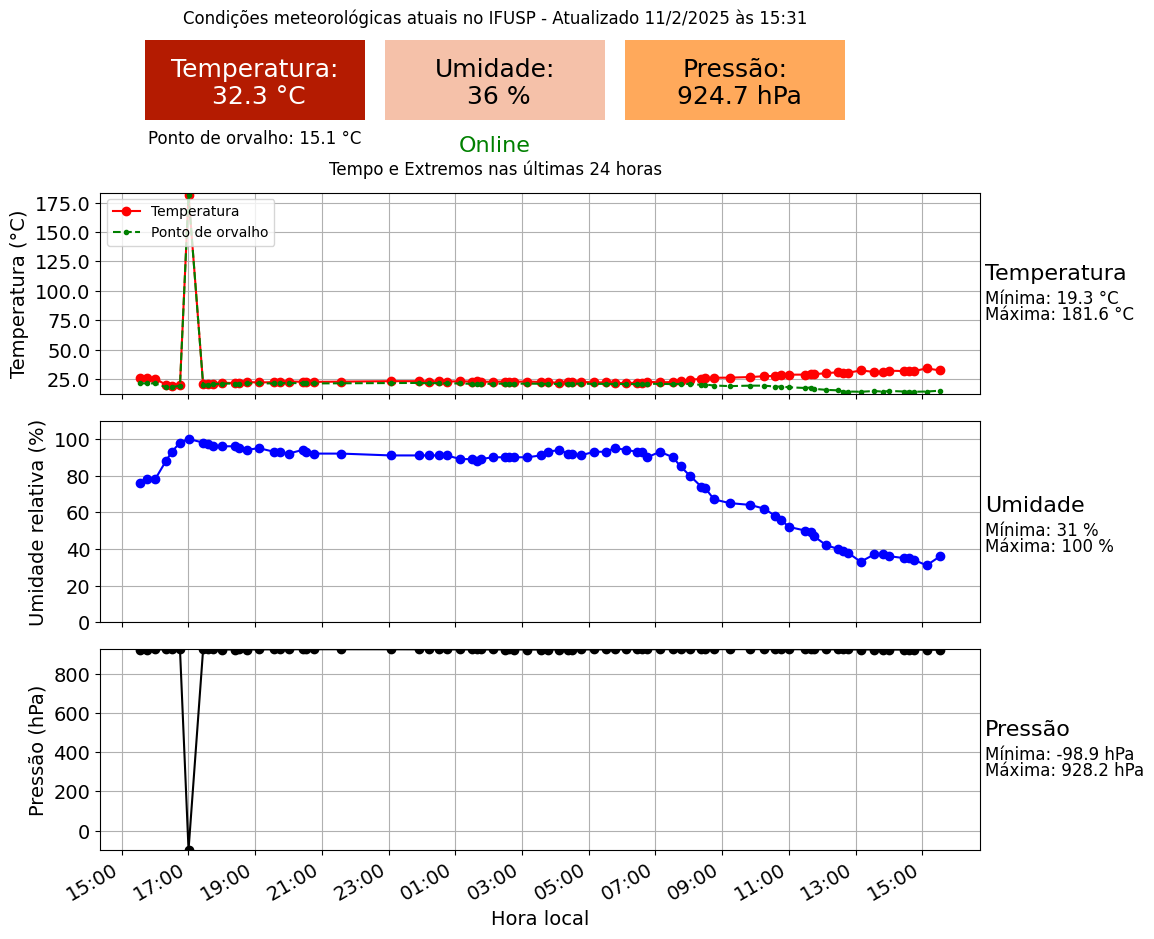 Condições meteorológicas atuais no IFUSP - Atualizado 11/2/2025 às 15:31
Temperatura:
32.3 °C
Umidade:
36 %
Pressão:
924.7 hPa
Ponto de orvalho: 15.1 °C
Online
Tempo e Extremos nas últimas 24 horas
Temperatura (°C)
175.0
150.0
125.0
100.0
75.0
50.0
25.0
Temperatura
Ponto de orvalho
Temperatura
Mínima: 19.3 °C
Máxima: 181.6 °C
Umidade relativa (%)
100
80
60
40
20
0
Umidade
Mínima: 31 %
Máxima: 100 %
Pressão (hPa)
800
600
400
200
0
Pressão
Mínima: -98.9 hPa
Máxima: 928.2 hPa
15:00
17:00
19:00
21:00
23:00
01:00
03:00
05:00
07:00
09:00
11:00
13:00
15:00
Hora local